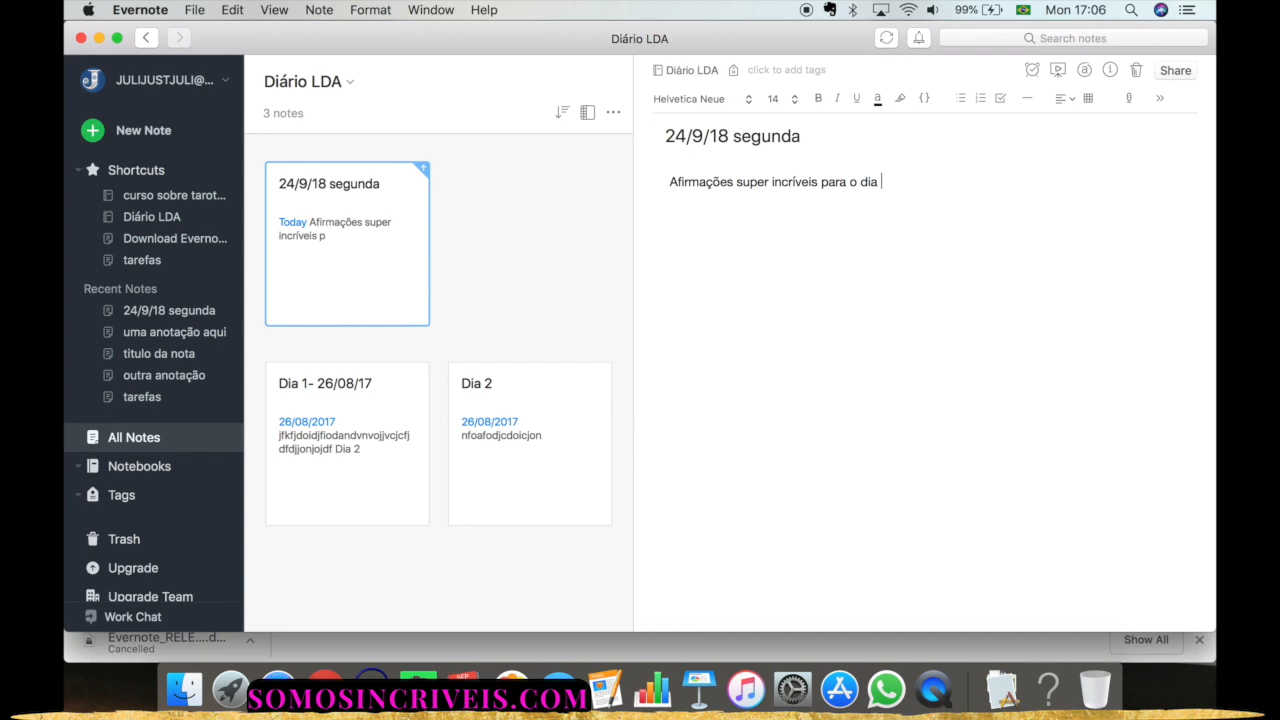 Evernote File Edit View Note Format Window Help
99% Mon 17:06
Diário LDA
Search notes
JULIJUSTJULI@...
New Note
Shortcuts
curso sobre tarot...
Diário LDA
Download Everno...
tarefas
Recent Notes
24/9/18 segunda
uma anotação aqui
titulo da nota
outra anotação
tarefas
All Notes
Notebooks
Tags
Trash
Upgrade
Upgrade Team
Work Chat
Diário LDA
3 notes
24/9/18 segunda
Today Afirmações super
incríveis p
Dia 1- 26/08/17
26/08/2017
jfkfjdoidjfiodandvnvojjvcjcfj
dfdjjonjojdf Dia 2
Dia 2
26/08/2017
nfoafodjcdoicjon
Diário LDA click to add tags
Share
Helvetica Neue 14 B I U a
24/9/18 segunda
Afirmações super incríveis para o dia
Evernote_RELE....d...
Cancelled
Show All
SOMOSINCRIVEIS.COM